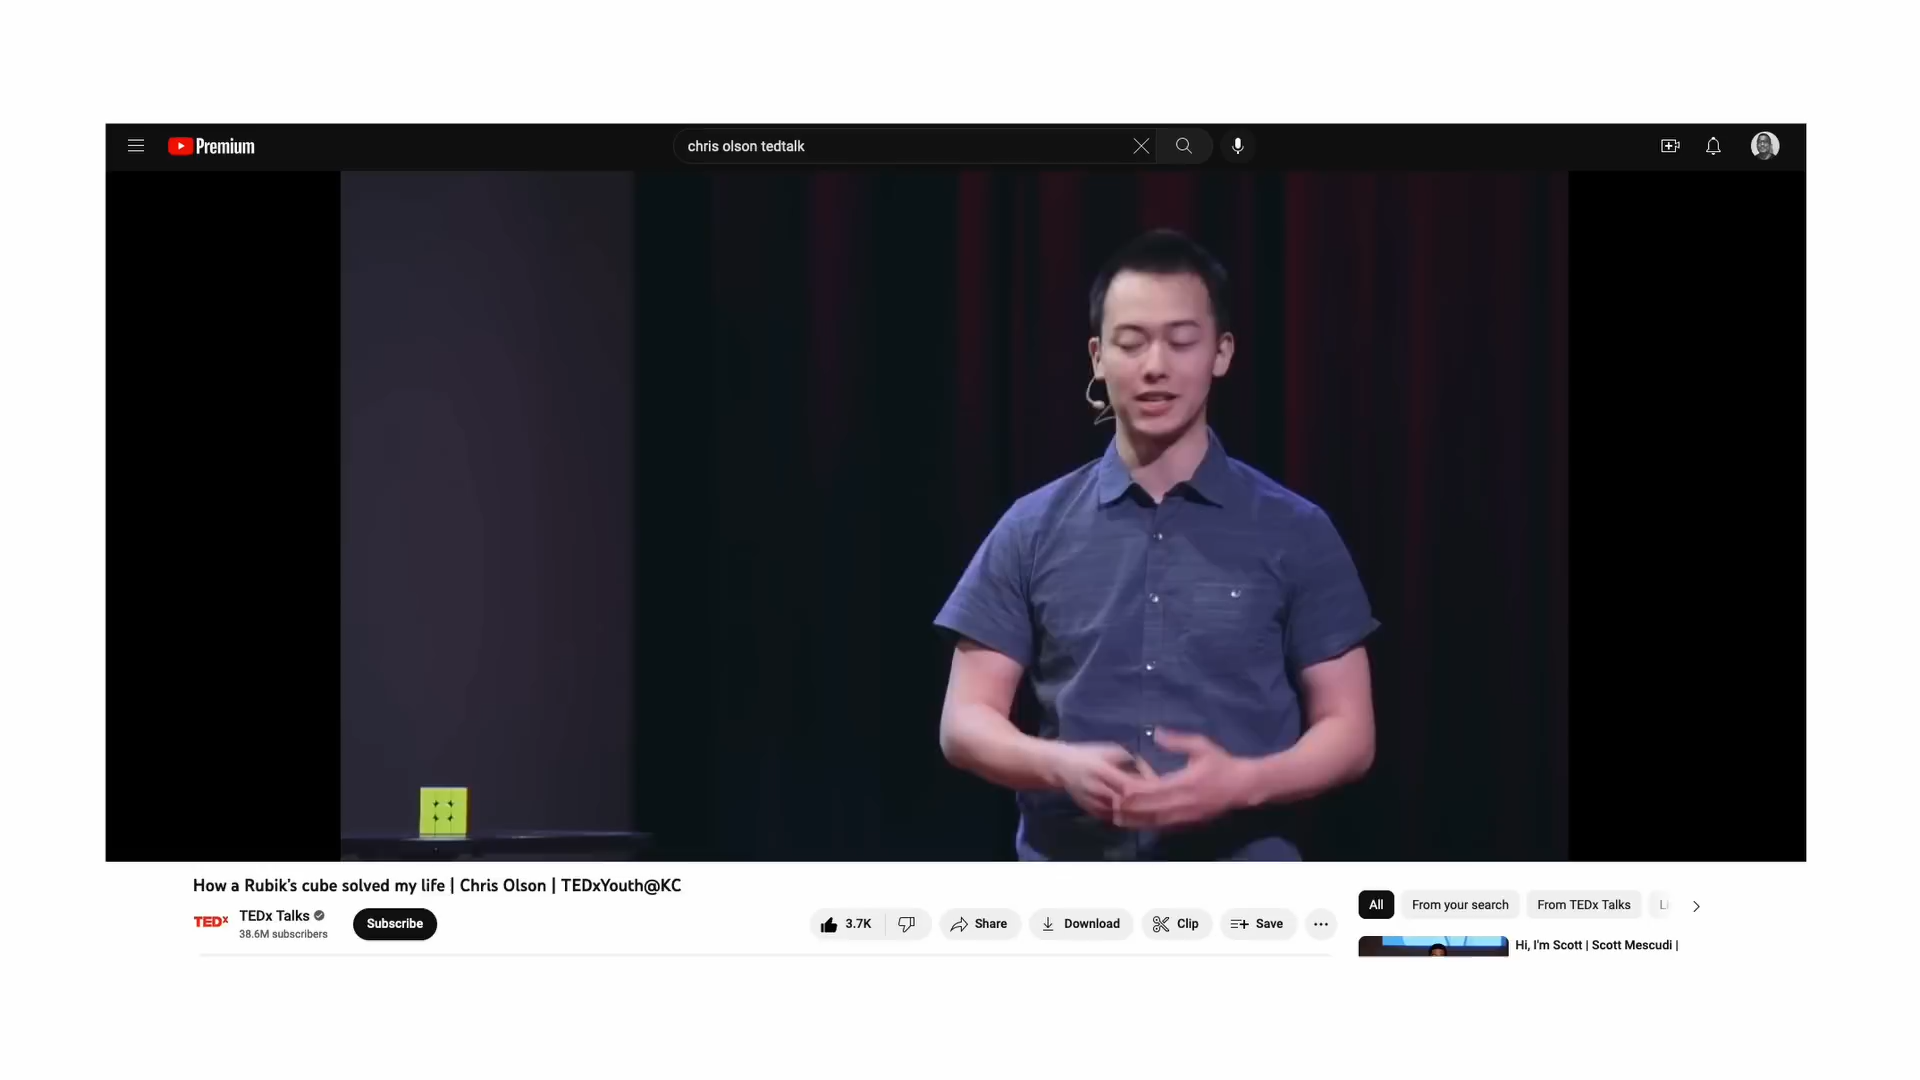 Premium
chris olson tedtalk
How a Rubik's cube solved my life | Chris Olson | TEDxYouth@KC
TEDx
TEDx Talks
38.6M subscribers
Subscribe
3.7K
Share
Download
Clip
Save
All
From your search
From TEDx Talks
Hi, I'm Scott | Scott Mescudi |